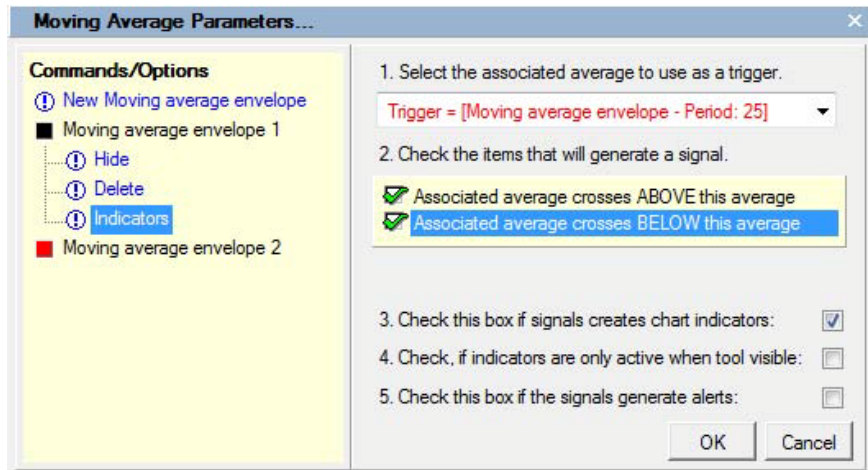 Moving Average Parameters...
Commands/Options
New Moving average envelope
Moving average envelope 1
Hide
Delete
Indicators
Moving average envelope 2
1. Select the associated average to use as a trigger.
Trigger = [Moving average envelope - Period: 25]
2. Check the items that will generate a signal.
Associated average crosses ABOVE this average
Associated average crosses BELOW this average
3. Check this box if signals creates chart indicators:
4. Check, if indicators are only active when tool visible:
5. Check this box if the signals generate alerts:
OK Cancel